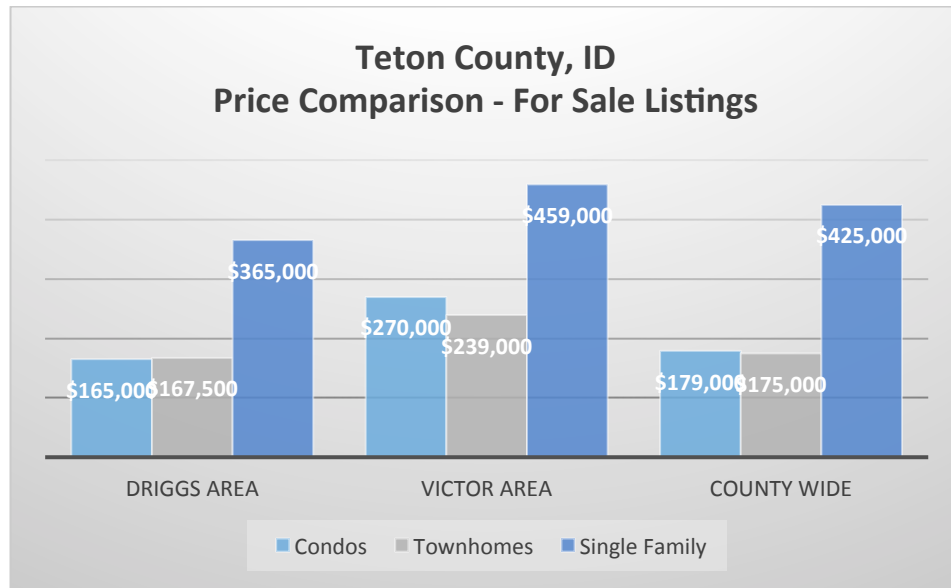 Teton County, ID
Price Comparison - For Sale Listings
$165,000
$167,500
$365,000
$270,000
$239,000
$459,000
$179,000
$175,000
$425,000
DRIGGS AREA
VICTOR AREA
COUNTY WIDE
Condos
Townhomes
Single Family